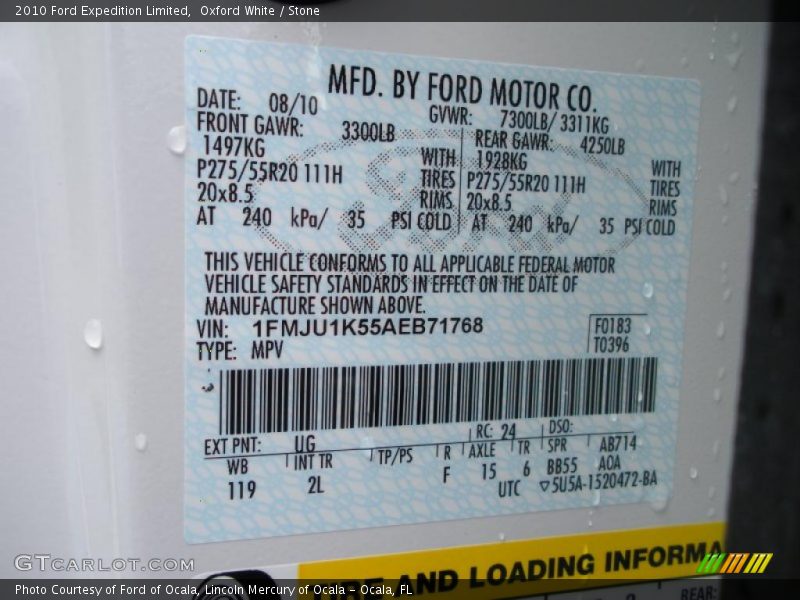 2010 Ford Expedition Limited, Oxford White / Stone
MFD. BY FORD MOTOR CO.
DATE: 08/10 GVWR: 7300LB/ 3311KG
FRONT GAWR: 3300LB REAR GAWR: 4250LB
1497KG WITH 1928KG WITH
P275/55R20 111H TIRES P275/55R20 111H TIRES
20x8.5 RIMS 20x8.5 RIMS
AT 240 kPa/ 35 PSI COLD AT 240 kPa/ 35 PSI COLD
THIS VEHICLE CONFORMS TO ALL APPLICABLE FEDERAL MOTOR
VEHICLE SAFETY STANDARDS IN EFFECT ON THE DATE OF
MANUFACTURE SHOWN ABOVE.
VIN: 1FMJU1K55AEB71768 F0183
TYPE: MPV T0396
EXT PNT: UG RC: 24 DSO:
WB INT TR TP/PS R AXLE TR SPR AB714
119 2L F 15 6 BB55 AOA
UTC ▽5U5A-1520472-BA
TIRE AND LOADING INFORMA
REAR:
GTCARLOT.COM
Photo Courtesy of Ford of Ocala, Lincoln Mercury of Ocala - Ocala, FL